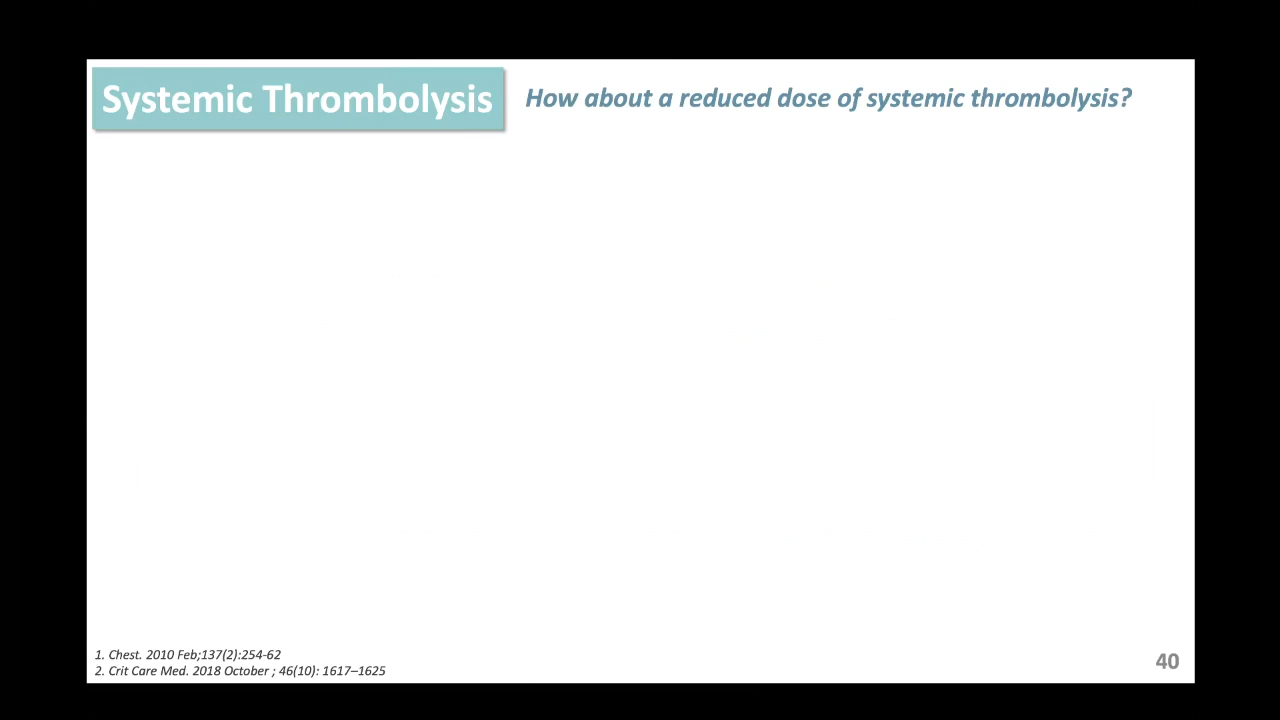 Systemic Thrombolysis
How about a reduced dose of systemic thrombolysis?
1. Chest. 2010 Feb;137(2):254-62
2. Crit Care Med. 2018 October ; 46(10): 1617–1625
40